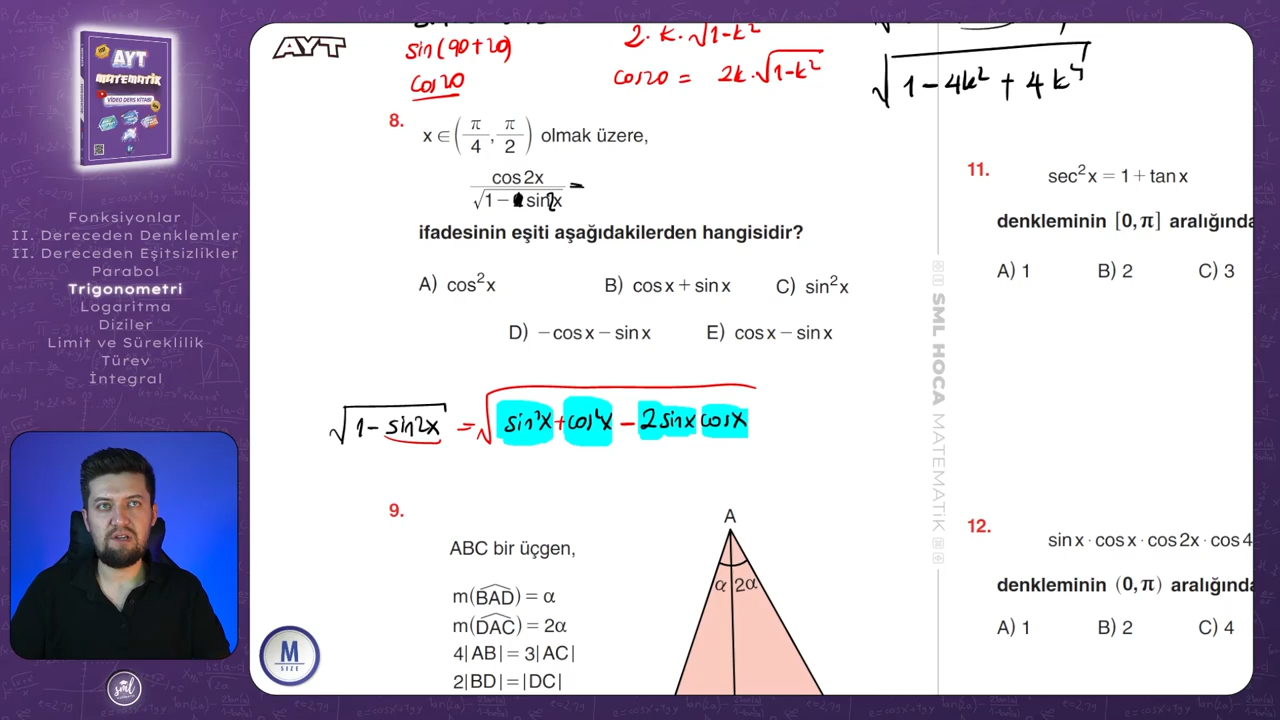 AYT
AYT
MATEMATİK
VİDEO DERS KİTABI
Fonksiyonlar
II. Dereceden Denklemler
II. Dereceden Eşitsizlikler
Parabol
Trigonometri
Logaritma
Diziler
Limit ve Süreklilik
Türev
İntegral
M
SIZE
sml
sin(90+20)
cos20
2·k·√1-k²
cos20 = 2k·√1-k²
√1-4k²+4k⁴
8.
x ∈ (π/4, π/2) olmak üzere,
cos2x
√1 - sin2x =
ifadesinin eşiti aşağıdakilerden hangisidir?
A) cos²x B) cosx + sinx C) sin²x
D) −cosx − sinx E) cosx − sinx
√1 - sin2x = √sin²x + cos²x - 2sinx cosx
9.
ABC bir üçgen,
m(BAD) = α
m(DAC) = 2α
4|AB| = 3|AC|
2|BD| = |DC|
A
α 2α
SML HOCA MATEMATİK
11.
sec²x = 1 + tanx
denkleminin [0, π] aralığında
A) 1 B) 2 C) 3
12.
sinx · cosx · cos2x · cos4
denkleminin (0, π) aralığında
A) 1 B) 2 C) 4